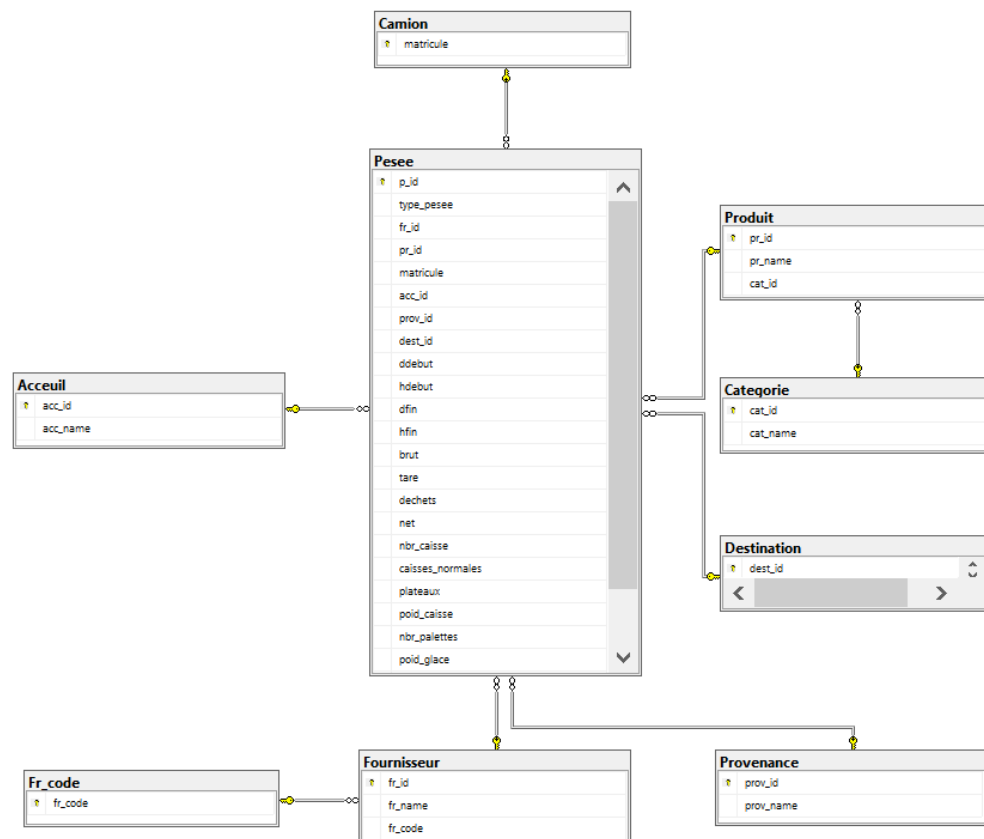 Camion
matricule
Pesee
p_id
type_pesee
fr_id
pr_id
matricule
acc_id
prov_id
dest_id
ddebut
hdebut
dfin
hfin
brut
tare
dechets
net
nbr_caisse
caisses_normales
plateaux
poid_caisse
nbr_palettes
poid_glace
Produit
pr_id
pr_name
cat_id
Acceuil
acc_id
acc_name
Categorie
cat_id
cat_name
Destination
dest_id
Fr_code
fr_code
Fournisseur
fr_id
fr_name
fr_code
Provenance
prov_id
prov_name